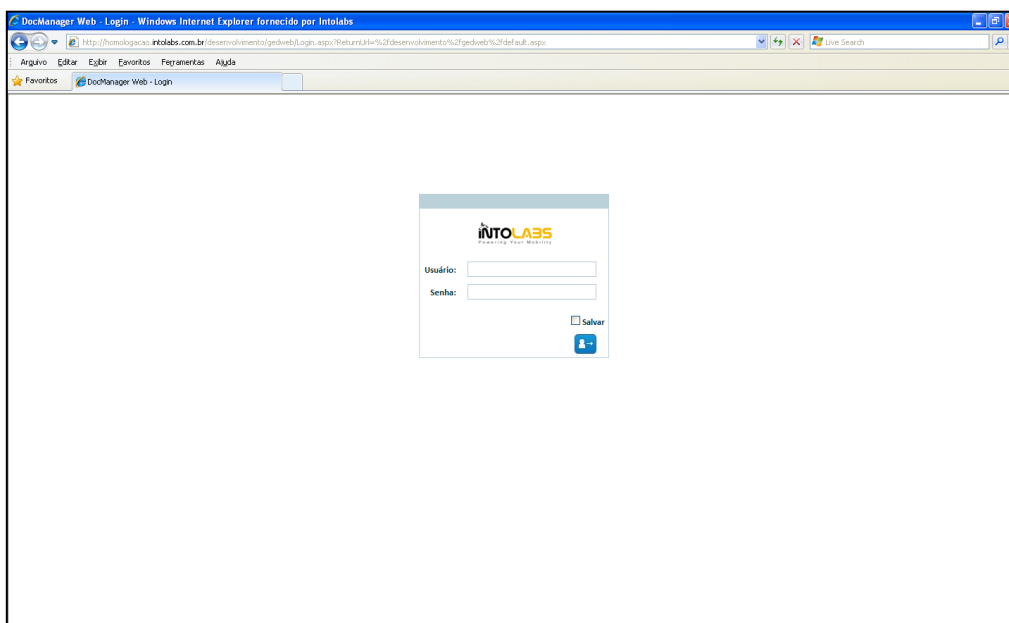 DocManager Web - Login - Windows Internet Explorer fornecido por Intolabs
http://homologacao.intolabs.com.br/desenvolvimento/gedweb/Login.aspx?ReturnUrl=%2fdesenvolvimento%2fgedweb%2fdefault.aspx
Live Search
Arquivo Editar Exibir Favoritos Ferramentas Ajuda
Favoritos DocManager Web - Login
iNTOLABS
Powering Your Mobility
Usuário:
Senha:
Salvar